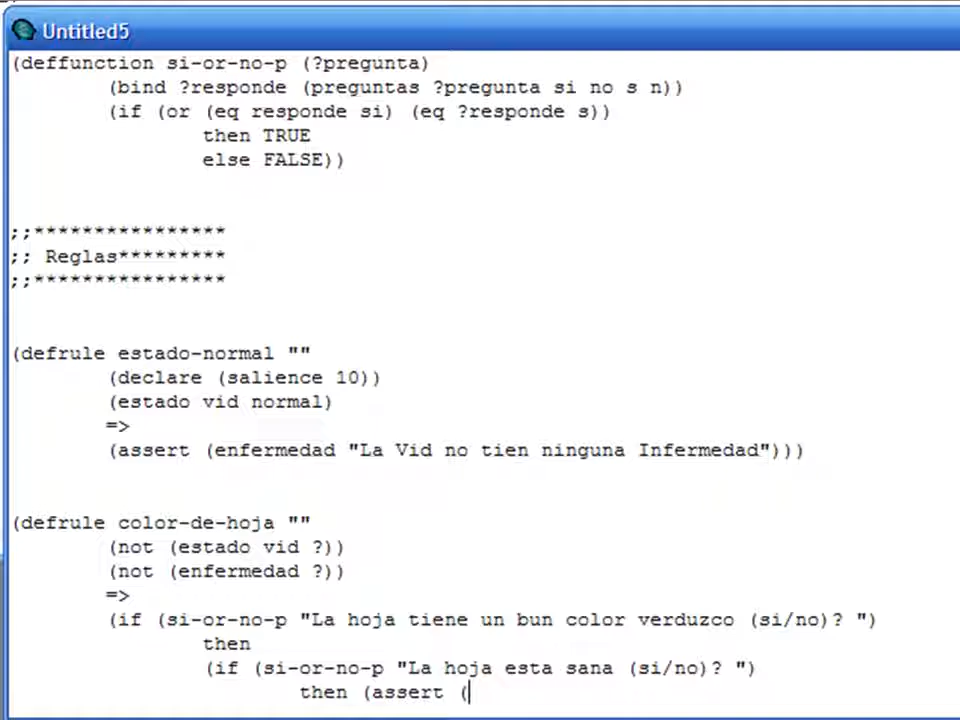 Untitled5
(deffunction si-or-no-p (?pregunta)
(bind ?responde (preguntas ?pregunta si no s n))
(if (or (eq responde si) (eq ?responde s))
then TRUE
else FALSE))
;;****************
;; Reglas*********
;;****************
(defrule estado-normal ""
(declare (salience 10))
(estado vid normal)
=>
(assert (enfermedad "La Vid no tien ninguna Infermedad")))
(defrule color-de-hoja ""
(not (estado vid ?))
(not (enfermedad ?))
=>
(if (si-or-no-p "La hoja tiene un bun color verduzco (si/no)? ")
then
(if (si-or-no-p "La hoja esta sana (si/no)? ")
then (assert (